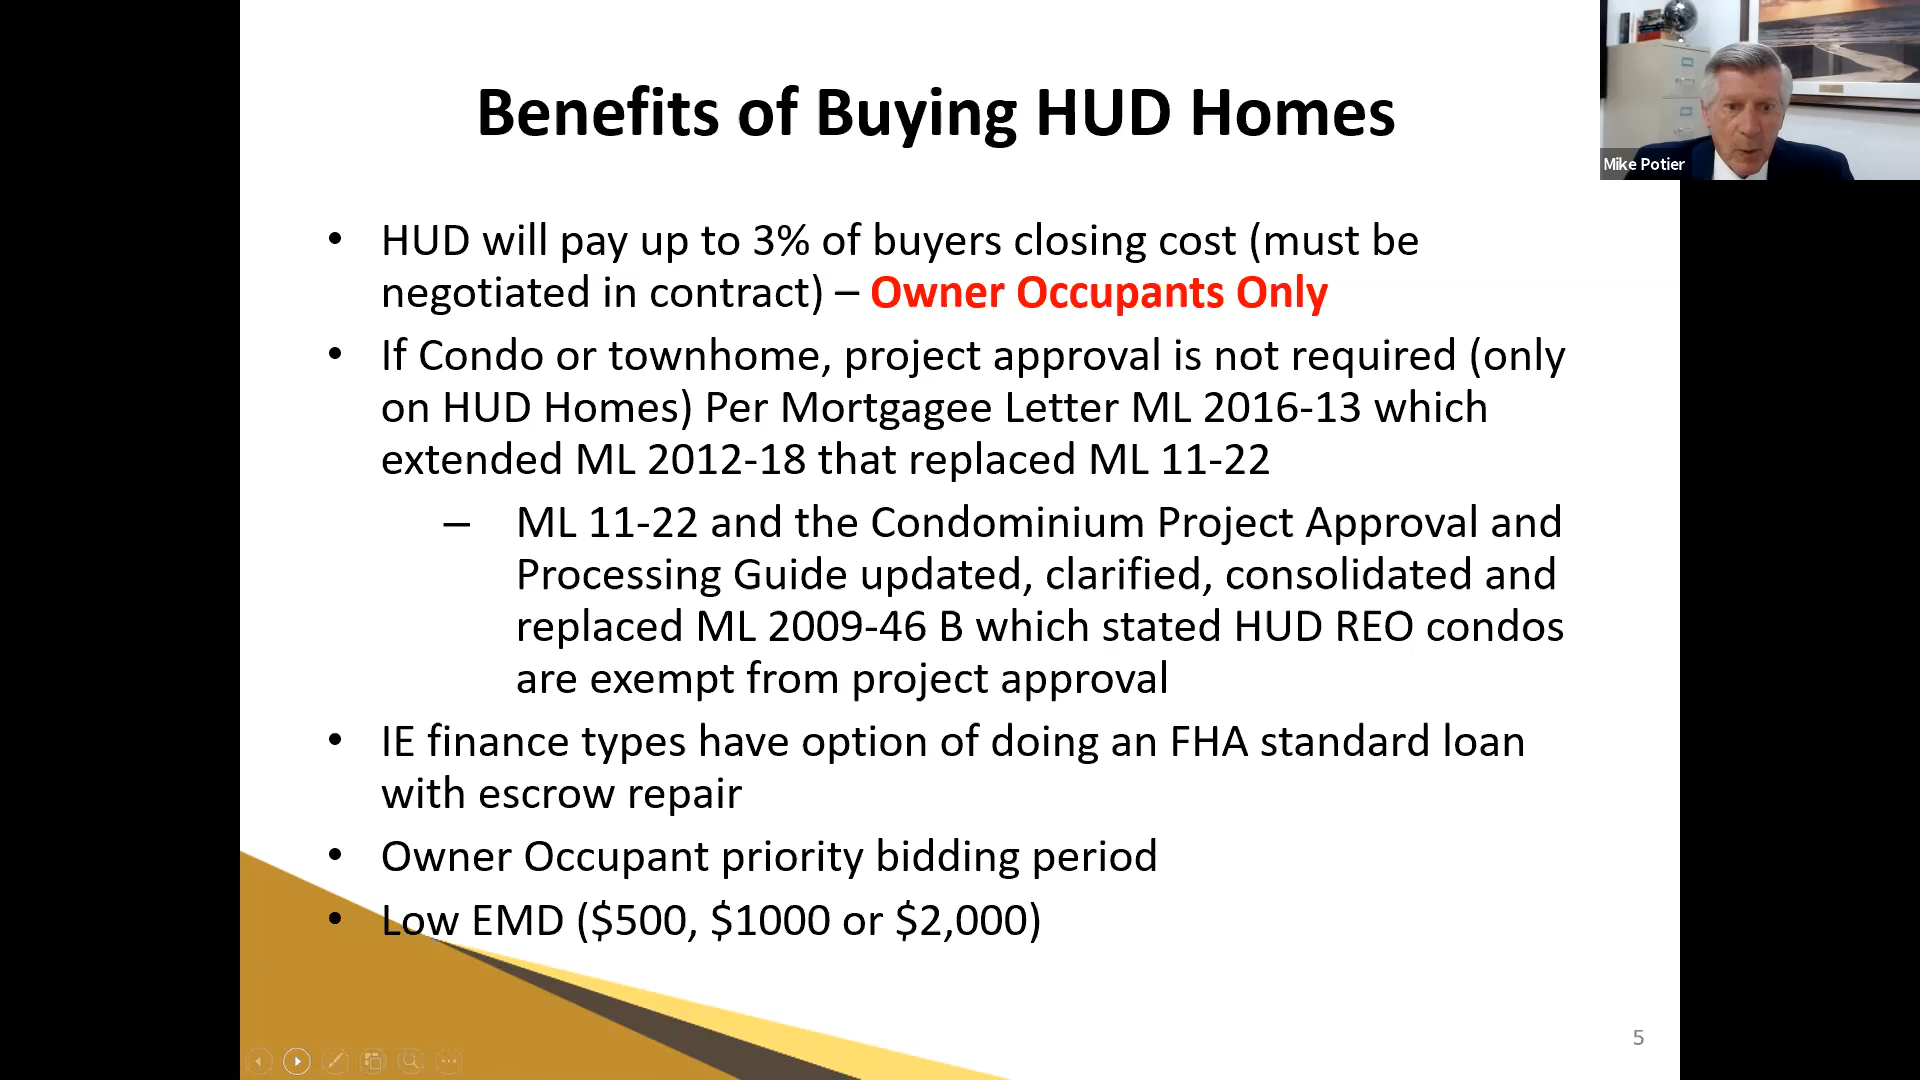 Benefits of Buying HUD Homes
Mike Potier
• HUD will pay up to 3% of buyers closing cost (must be
negotiated in contract) – Owner Occupants Only
• If Condo or townhome, project approval is not required (only
on HUD Homes) Per Mortgagee Letter ML 2016-13 which
extended ML 2012-18 that replaced ML 11-22
– ML 11-22 and the Condominium Project Approval and
Processing Guide updated, clarified, consolidated and
replaced ML 2009-46 B which stated HUD REO condos
are exempt from project approval
• IE finance types have option of doing an FHA standard loan
with escrow repair
• Owner Occupant priority bidding period
• Low EMD ($500, $1000 or $2,000)
5